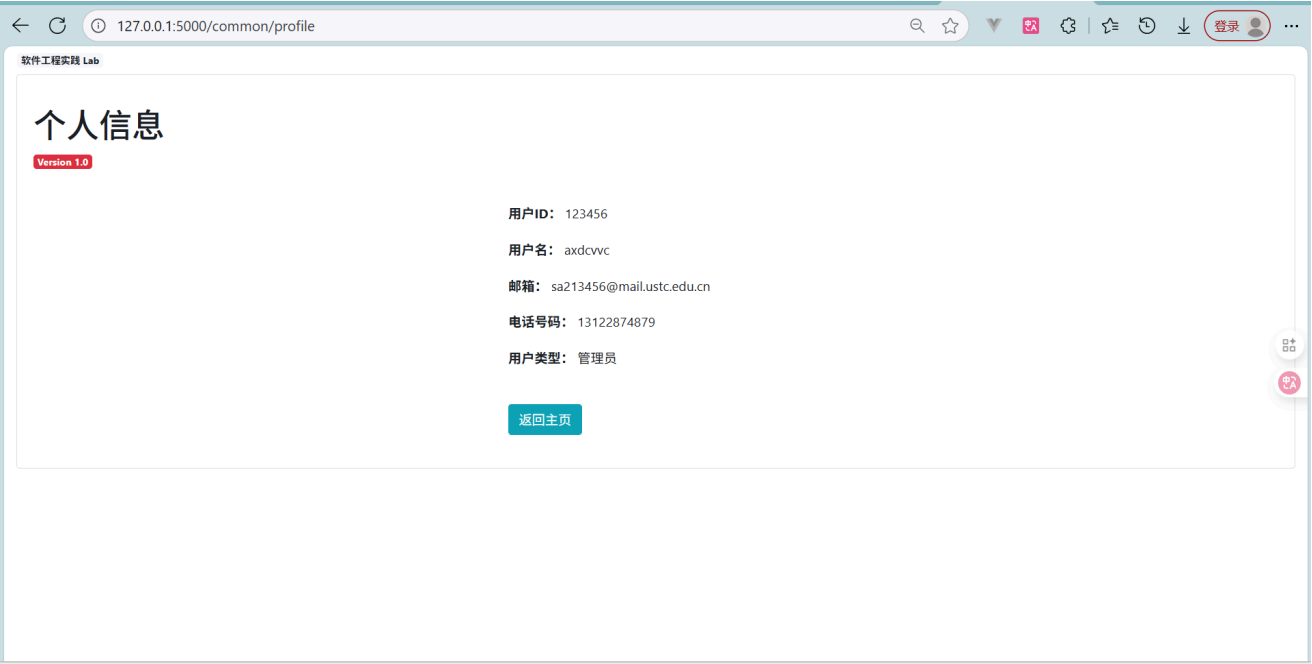 127.0.0.1:5000/common/profile
登录
软件工程实践 Lab
个人信息
Version 1.0
用户ID： 123456
用户名： axdcvvc
邮箱： sa213456@mail.ustc.edu.cn
电话号码： 13122874879
用户类型： 管理员
返回主页